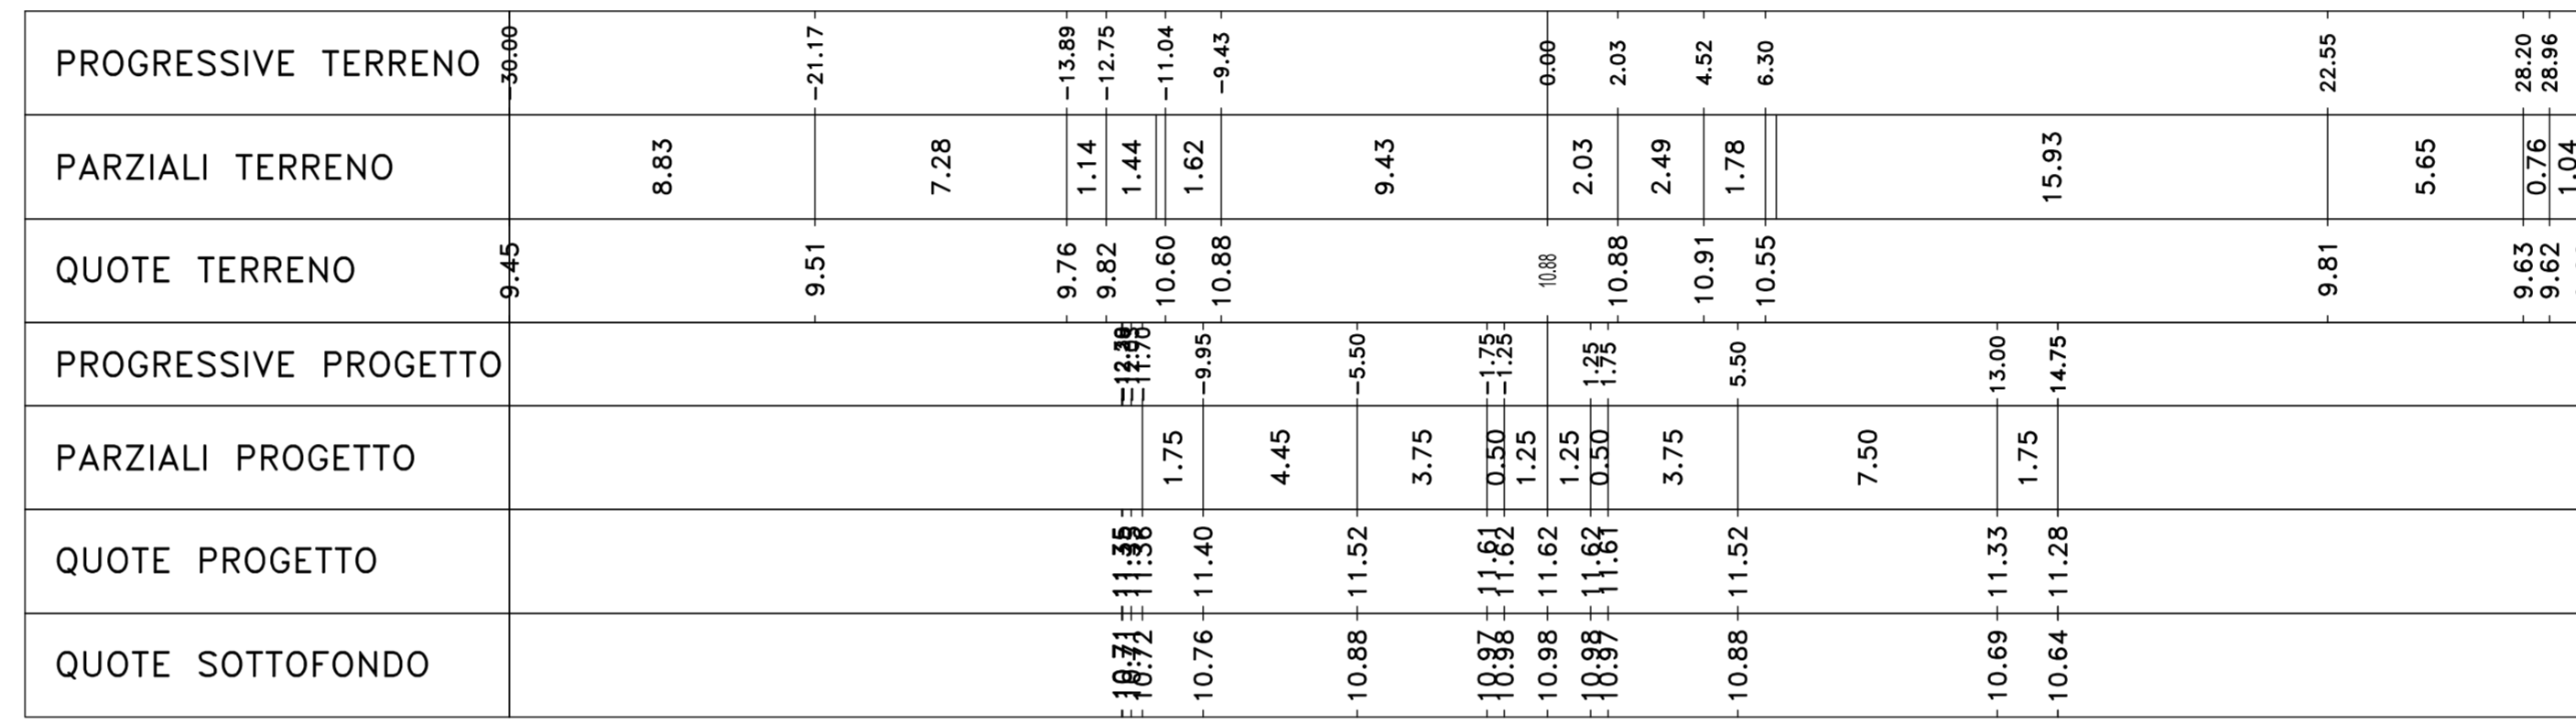 PROGRESSIVE TERRENO -30.00 -21.17 -13.89 -12.75 -11.04 -9.43 0.00 2.03 4.52 6.30 22.55 28.20 28.96
PARZIALI TERRENO 8.83 7.28 1.14 1.44 1.62 9.43 2.03 2.49 1.78 15.93 5.65 0.76 1.04
QUOTE TERRENO 9.45 9.51 9.76 9.82 10.60 10.88 10.88 10.88 10.91 10.55 9.81 9.63 9.62
PROGRESSIVE PROGETTO -11.70 -9.95 -5.50 -1.75 -1.25 1.25 1.75 5.50 13.00 14.75
PARZIALI PROGETTO 1.75 4.45 3.75 0.50 1.25 1.25 0.50 3.75 7.50 1.75
QUOTE PROGETTO 11.36 11.40 11.52 11.61 11.62 11.62 11.62 11.61 11.52 11.33 11.28
QUOTE SOTTOFONDO 10.71 10.72 10.76 10.88 10.97 10.98 10.98 10.98 10.97 10.88 10.69 10.64